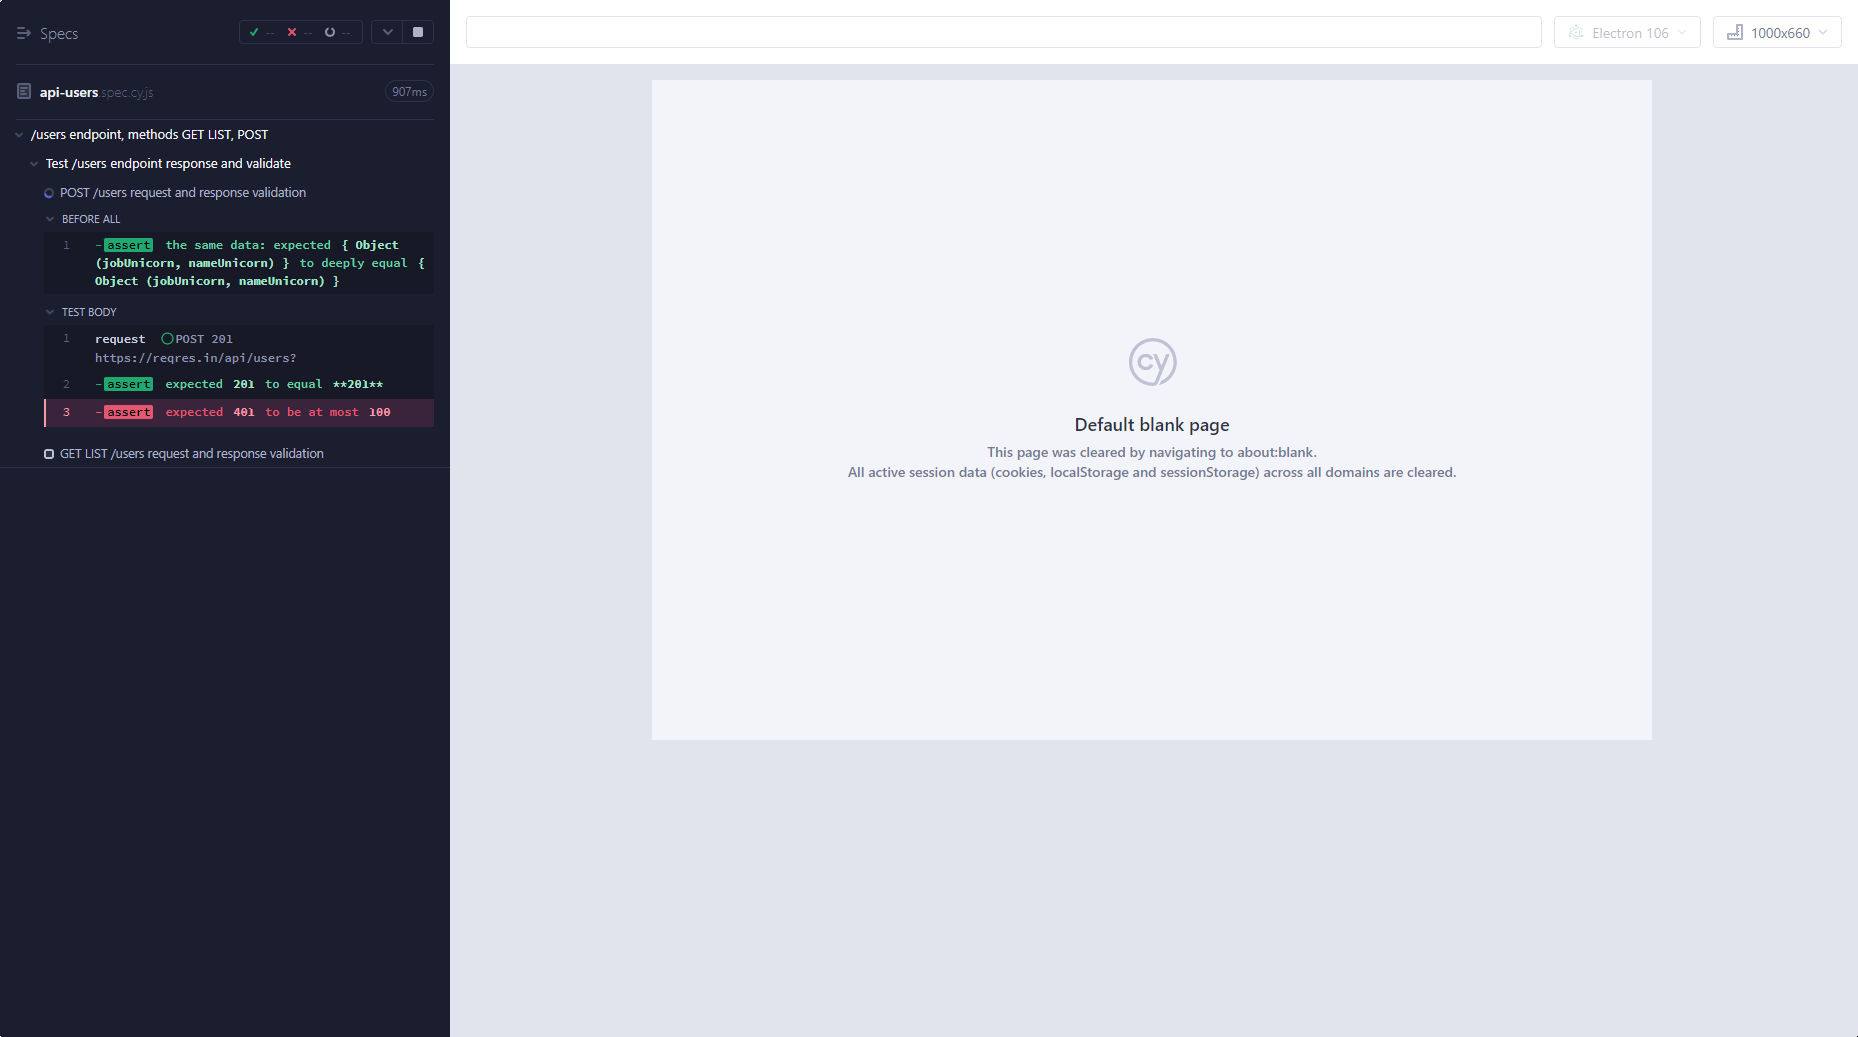 Specs
-- -- --
api-users.spec.cy.js 907ms
/users endpoint, methods GET LIST, POST
Test /users endpoint response and validate
POST /users request and response validation
BEFORE ALL
1 -assert the same data: expected { Object
(jobUnicorn, nameUnicorn) } to deeply equal {
Object (jobUnicorn, nameUnicorn) }
TEST BODY
1 request POST 201
https://reqres.in/api/users?
2 -assert expected 201 to equal **201**
3 -assert expected 401 to be at most 100
GET LIST /users request and response validation
Electron 106
1000x660
cy
Default blank page
This page was cleared by navigating to about:blank.
All active session data (cookies, localStorage and sessionStorage) across all domains are cleared.